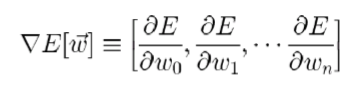 ∇E[w⃗] ≡ [∂E/∂w₀, ∂E/∂w₁, ⋯ ∂E/∂wₙ]